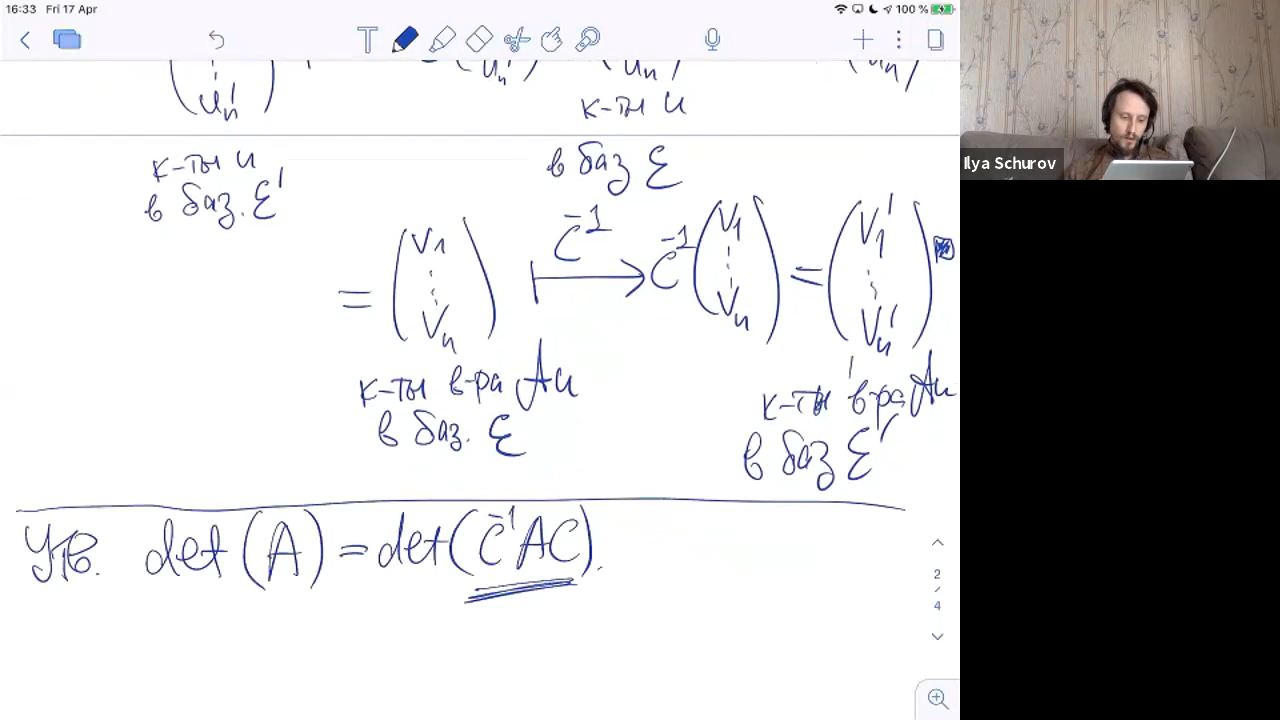 16:33 Fri 17 Apr 100 %
u'ₙ
к-ты u
к-ты u
в баз. Ɛ'
в баз Ɛ
Ilya Schurov
= (v₁ ⋮ vₙ) ↦ C⁻¹ C⁻¹ (v₁ ⋮ vₙ) = (v₁' ⋮ vₙ')
к-ты в-ра Au
в баз. Ɛ
к-ты в-ра Au
в баз Ɛ'
Утв. det(A) = det(C⁻¹AC).
2
/
4